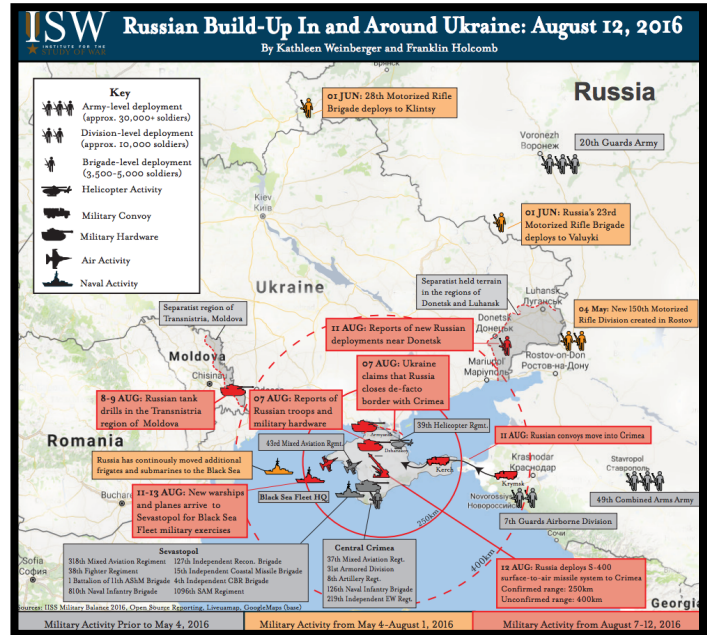 ISW
INSTITUTE FOR THE
STUDY OF WAR
Russian Build-Up In and Around Ukraine: August 12, 2016
By Kathleen Weinberger and Franklin Holcomb
Key
Army-level deployment
(approx. 30,000+ soldiers)
Division-level deployment
(approx. 10,000 soldiers)
Brigade-level deployment
(3,500-5,000 soldiers)
Helicopter Activity
Military Convoy
Military Hardware
Air Activity
Naval Activity
Брянск
01 JUN: 28th Motorized Rifle
Brigade deploys to Klintsy
Russia
Voronezh
Воронеж
20th Guards Army
Kiev
Київ
01 JUN: Russia's 23rd
Motorized Rifle Brigade
deploys to Valuyki
Ukraine
Separatist held terrain
in the regions of
Donetsk and Luhansk
Luhansk
Луганськ
Separatist region of
Transnistria, Moldova
04 May: New 150th Motorized
Rifle Division created in Rostov
11 AUG: Reports of new Russian
deployments near Donetsk
Donetsk
Донецьк
Mariupol
Маріуполь
Rostov-on-Don
Ростов-на-Дону
Moldova
Chisinau
07 AUG: Ukraine
claims that Russia
closes de-facto
border with Crimea
8-9 AUG: Russian tank
drills in the Transnistria
region of Moldova
07 AUG: Reports of
Russian troops and
military hardware
Romania
39th Helicopter Rgmt.
43rd Mixed Aviation Rgmt.
Armyansk
Dzhankoy
11 AUG: Russian convoys move into Crimea
Russia has continously moved additional
frigates and submarines to the Black Sea
Kerch
Krasnodar
Краснодар
Stavropol
Ставрополь
Krymsk
11-13 AUG: New warships
and planes arrive to
Sevastopol for Black Sea
Fleet military exercises
Black Sea Fleet HQ
Novorossiysk
Новороссийск
49th Combined Arms Army
Buchar
250km
7th Guards Airborne Division
400km
Сочи
Sofia
София
Sevastopol
318th Mixed Aviation Regiment 127th Independent Recon. Brigade
38th Fighter Regiment 15th Independent Coastal Missile Brigade
1 Battalion of 11th AShM Brigade 4th Independent CBR Brigade
810th Naval Infantry Brigade 1096th SAM Regiment
Central Crimea
37th Mixed Aviation Regt.
31st Armored Division
8th Artillery Regt.
126th Naval Infantry Brigade
219th Independent EW Regt.
12 AUG: Russia deploys S-400
surface-to-air missile system to Crimea
Confirmed range: 250km
Unconfirmed range: 400km
Georgia
Sources: IISS Military Balance 2016, Open Source Reporting, Liveuamap, GoogleMaps (base)
Military Activity Prior to May 4, 2016
Military Activity from May 4-August 1, 2016
Military Activity from August 7-12, 2016